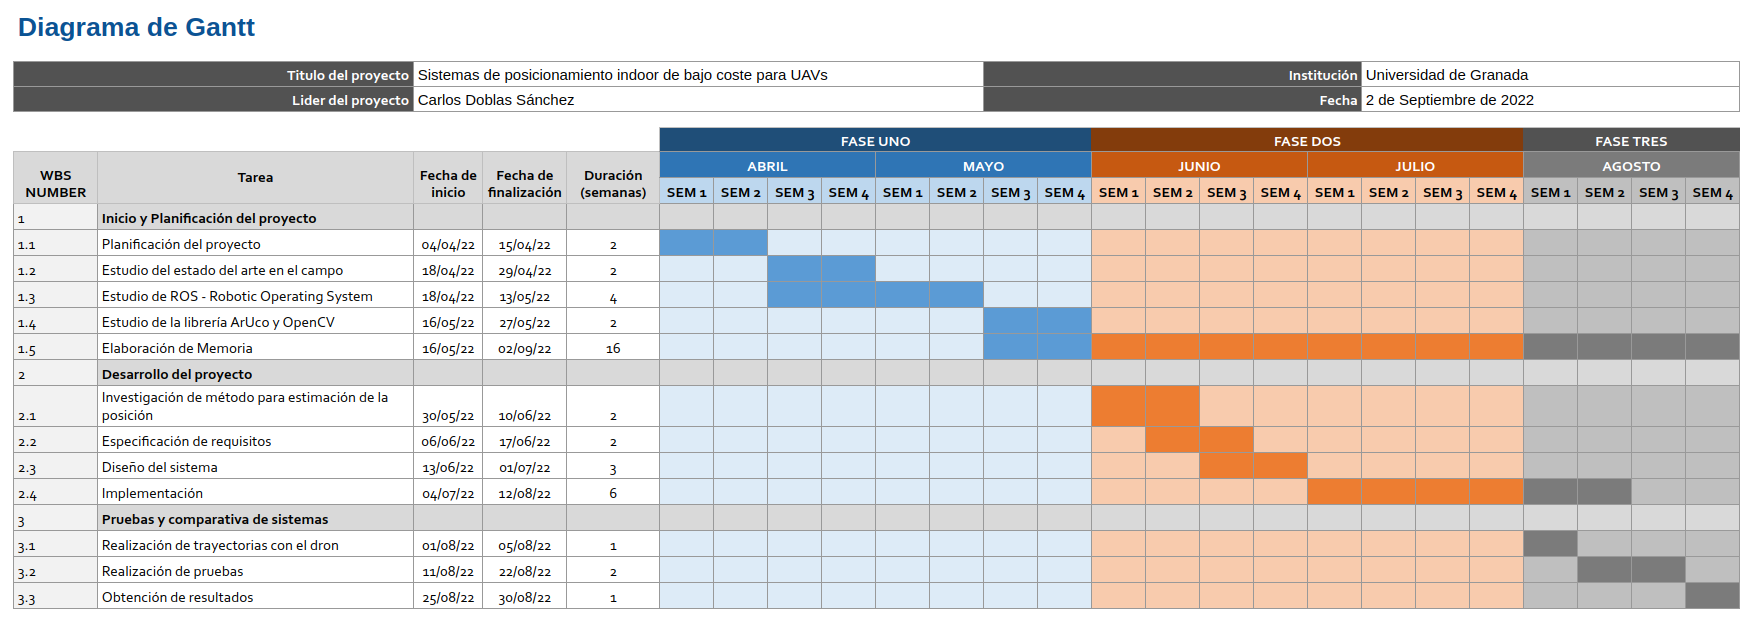 Diagrama de Gantt
Titulo del proyecto Sistemas de posicionamiento indoor de bajo coste para UAVs Institución Universidad de Granada
Lider del proyecto Carlos Doblas Sánchez Fecha 2 de Septiembre de 2022
FASE UNO FASE DOS FASE TRES
ABRIL MAYO JUNIO JULIO AGOSTO
WBS NUMBER Tarea Fecha de inicio Fecha de finalización Duración (semanas) SEM 1 SEM 2 SEM 3 SEM 4 SEM 1 SEM 2 SEM 3 SEM 4 SEM 1 SEM 2 SEM 3 SEM 4 SEM 1 SEM 2 SEM 3 SEM 4 SEM 1 SEM 2 SEM 3 SEM 4
1 Inicio y Planificación del proyecto
1.1 Planificación del proyecto 04/04/22 15/04/22 2
1.2 Estudio del estado del arte en el campo 18/04/22 29/04/22 2
1.3 Estudio de ROS - Robotic Operating System 18/04/22 13/05/22 4
1.4 Estudio de la librería ArUco y OpenCV 16/05/22 27/05/22 2
1.5 Elaboración de Memoria 16/05/22 02/09/22 16
2 Desarrollo del proyecto
2.1 Investigación de método para estimación de la posición 30/05/22 10/06/22 2
2.2 Especificación de requisitos 06/06/22 17/06/22 2
2.3 Diseño del sistema 13/06/22 01/07/22 3
2.4 Implementación 04/07/22 12/08/22 6
3 Pruebas y comparativa de sistemas
3.1 Realización de trayectorias con el dron 01/08/22 05/08/22 1
3.2 Realización de pruebas 11/08/22 22/08/22 2
3.3 Obtención de resultados 25/08/22 30/08/22 1